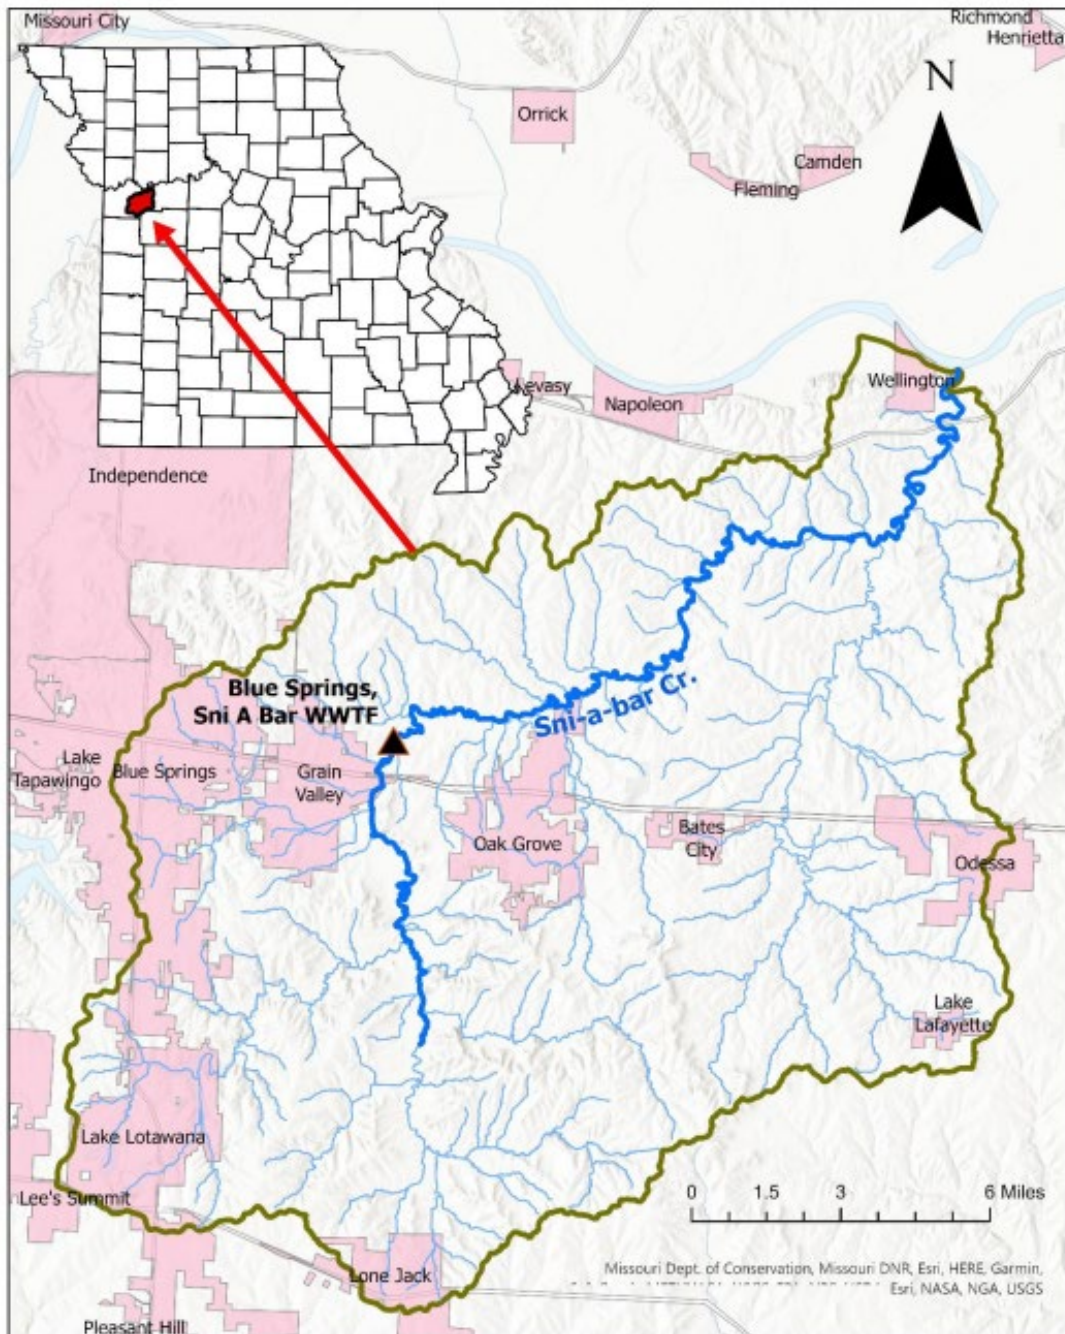 Missouri City
Richmond
Henrietta
N
Orrick
Camden
Fleming
Wellington
Levasy
Napoleon
Independence
Blue Springs,
Sni A Bar WWTF
Sni-a-bar Cr.
Lake
Tapawingo
Blue Springs
Grain
Valley
Oak Grove
Bates
City
Odessa
Lake
Lafayette
Lake Lotawana
Lee's Summit
0 1.5 3 6 Miles
Lone Jack
Missouri Dept. of Conservation, Missouri DNR, Esri, HERE, Garmin,
Esri, NASA, NGA, USGS
Pleasant Hill